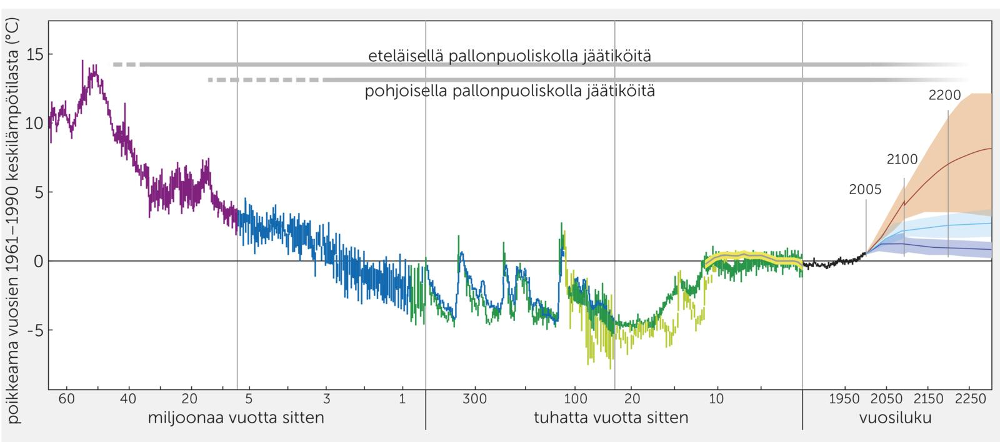 poikkeama vuosien 1961–1990 keskilämpötilasta (°C)
15
10
5
0
-5
eteläisellä pallonpuoliskolla jäätiköitä
pohjoisella pallonpuoliskolla jäätiköitä
2200
2100
2005
60 40 20 5 3 1 300 100 20 10 1950 2050 2150 2250
miljoonaa vuotta sitten tuhatta vuotta sitten vuosiluku